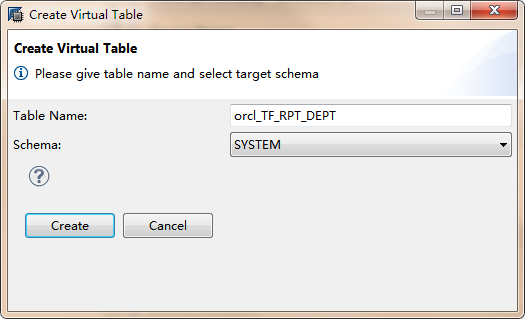 Create Virtual Table
Create Virtual Table
Please give table name and select target schema
Table Name: orcl_TF_RPT_DEPT
Schema: SYSTEM
Create Cancel